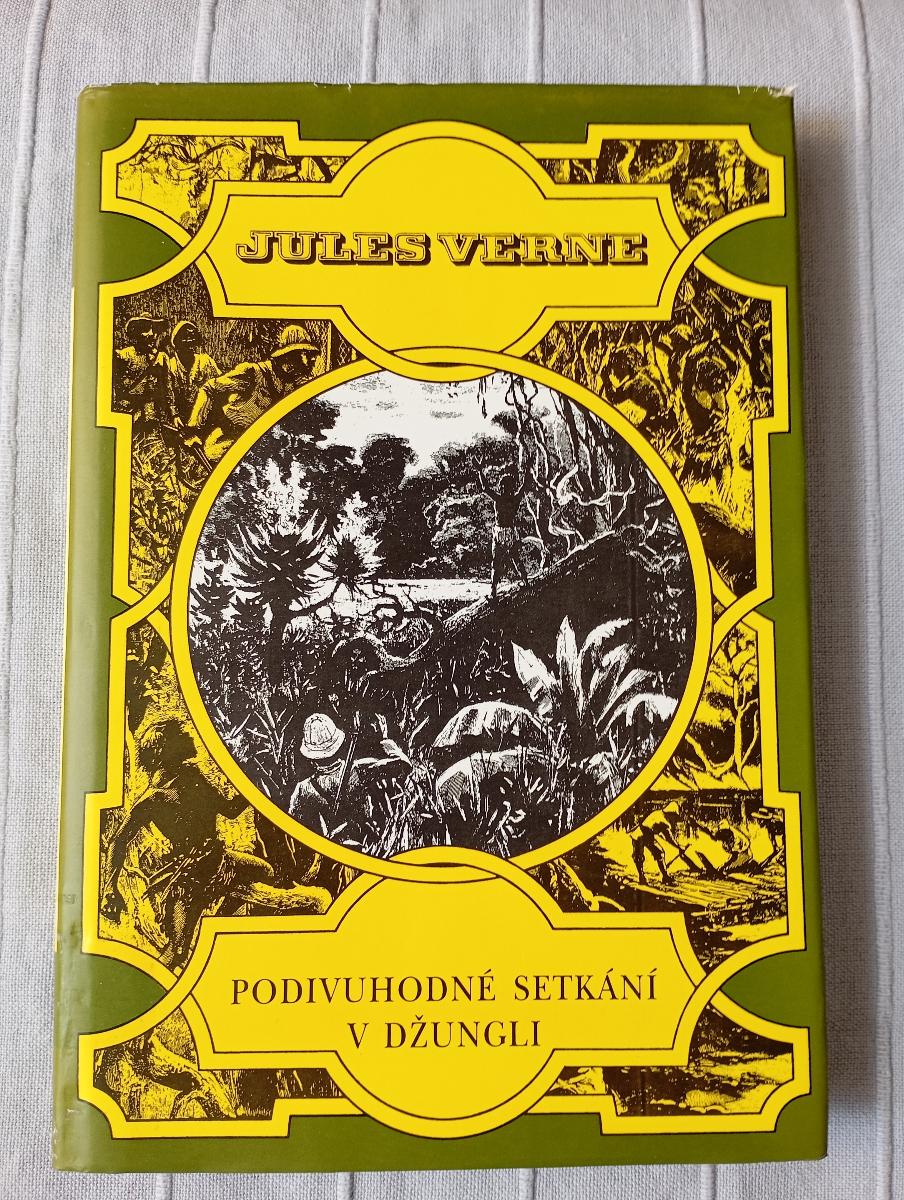 JULES VERNE
PODIVUHODNÉ SETKÁNÍ
V DŽUNGLI